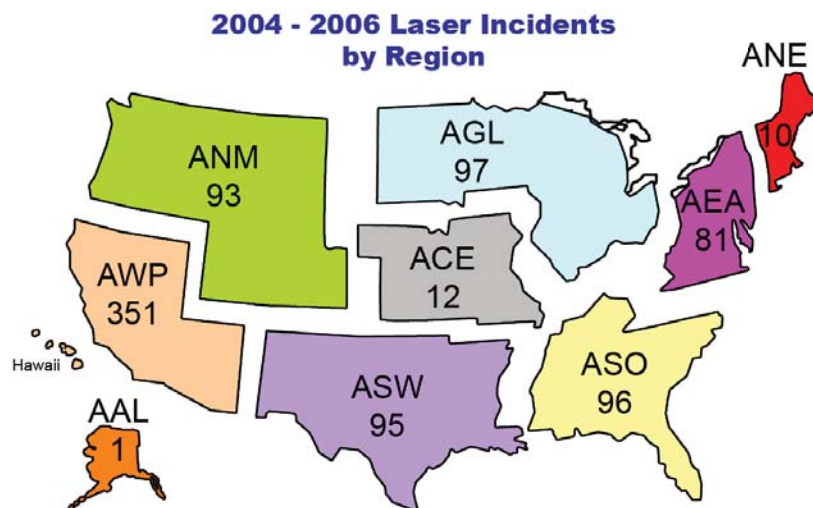 2004 - 2006 Laser Incidents
by Region
ANE
10
ANM
93
AGL
97
AEA
81
AWP
351
ACE
12
Hawaii
ASW
95
ASO
96
AAL
1